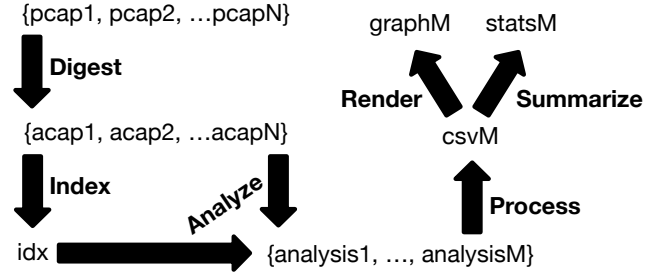 {pcap1, pcap2, …pcapN}
graphM statsM
Digest
Render Summarize
{acap1, acap2, …acapN}
csvM
Index
Analyze
Process
idx
{analysis1, …, analysisM}